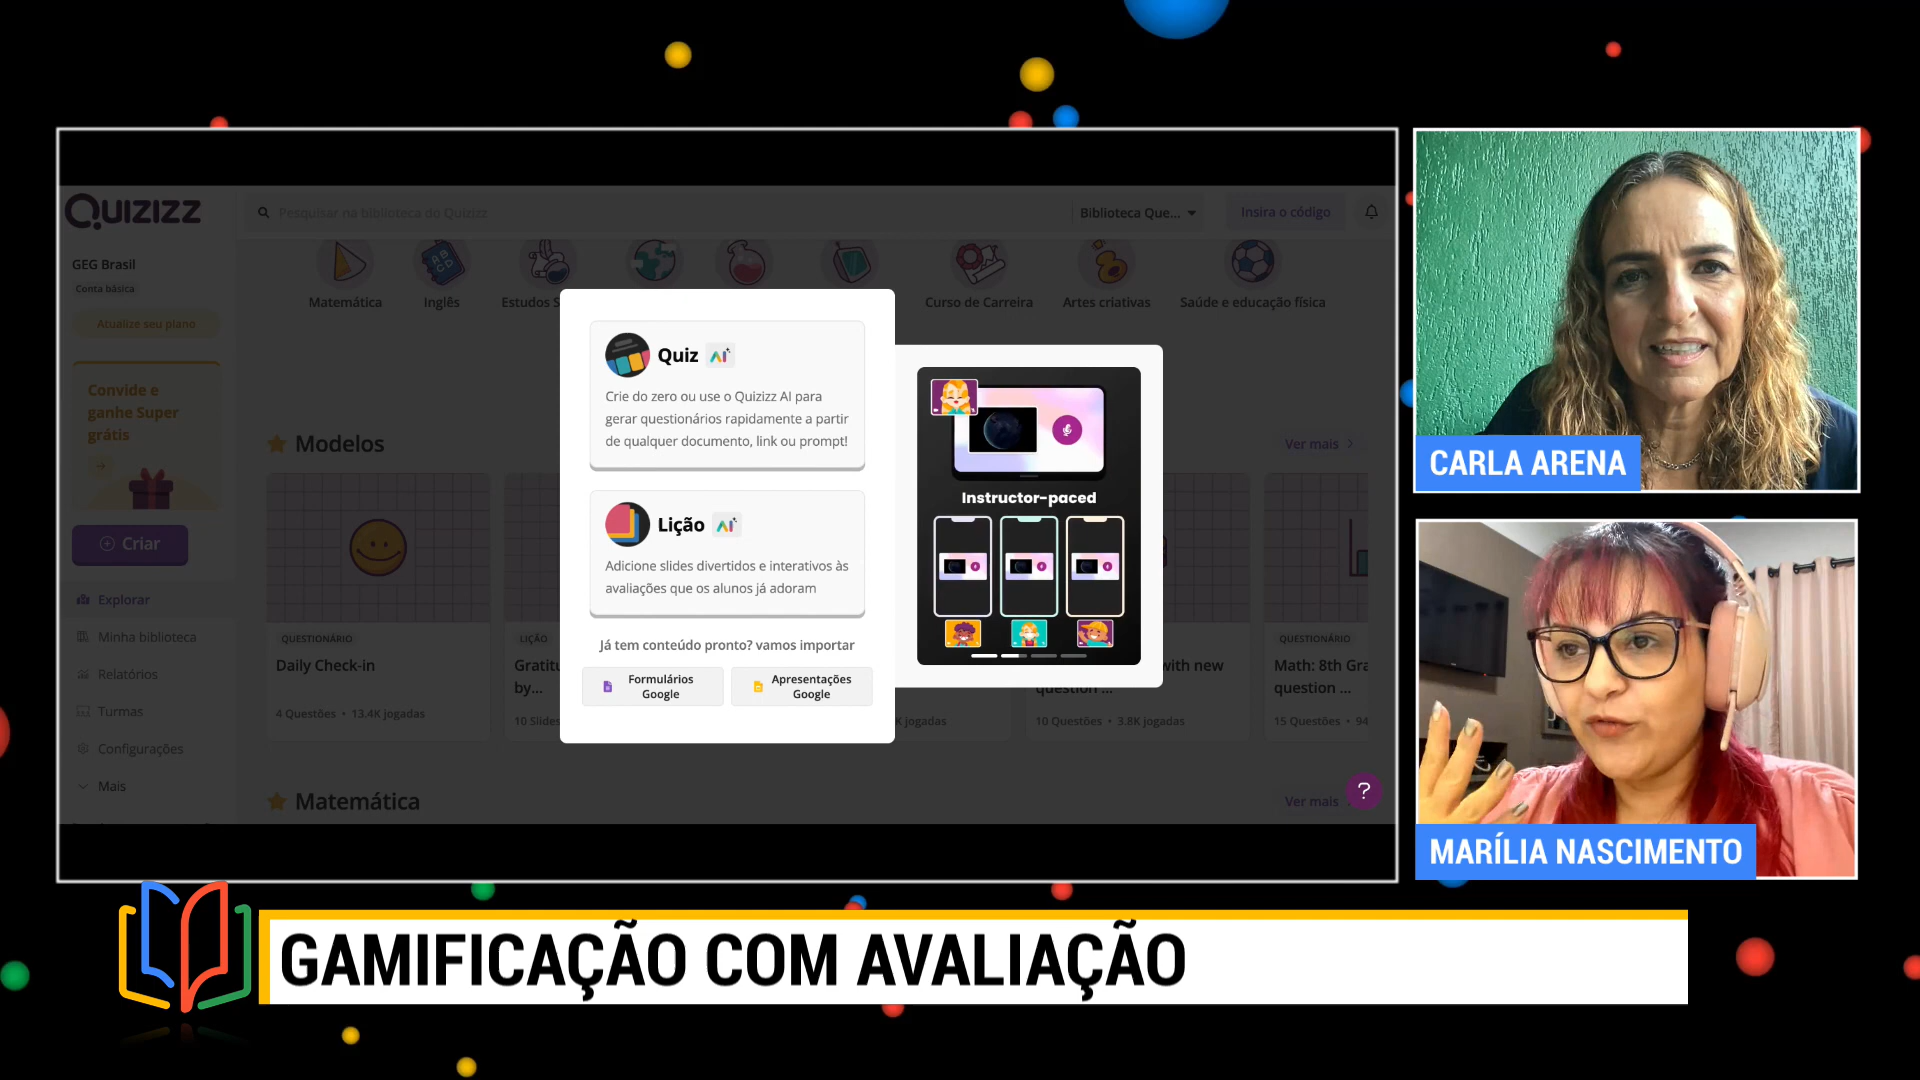 QUIZIZZ
Pesquisar na biblioteca do Quizizz
Biblioteca Que...
Insira o código
GEG Brasil
Conta básica
Atualize seu plano
Convide e
ganhe Super
grátis
Criar
Explorar
Minha biblioteca
Relatórios
Turmas
Configurações
Mais
Matemática
Inglês
Estudos S
Curso de Carreira
Artes criativas
Saúde e educação física
Modelos
Ver mais
QUESTIONÁRIO
Daily Check-in
4 Questões • 13.4K jogadas
LIÇÃO
Gratitu
by...
10 Slides
Quiz AI
Crie do zero ou use o Quizizz AI para
gerar questionários rapidamente a partir
de qualquer documento, link ou prompt!
Lição AI
Adicione slides divertidos e interativos às
avaliações que os alunos já adoram
Já tem conteúdo pronto? vamos importar
Formulários
Google
Apresentações
Google
Instructor-paced
K jogadas
with new
question ...
10 Questões • 3.8K jogadas
QUESTIONÁRIO
Math: 8th Gra
question ...
15 Questões • 94
Matemática
Ver mais
?
CARLA ARENA
MARÍLIA NASCIMENTO
GAMIFICAÇÃO COM AVALIAÇÃO